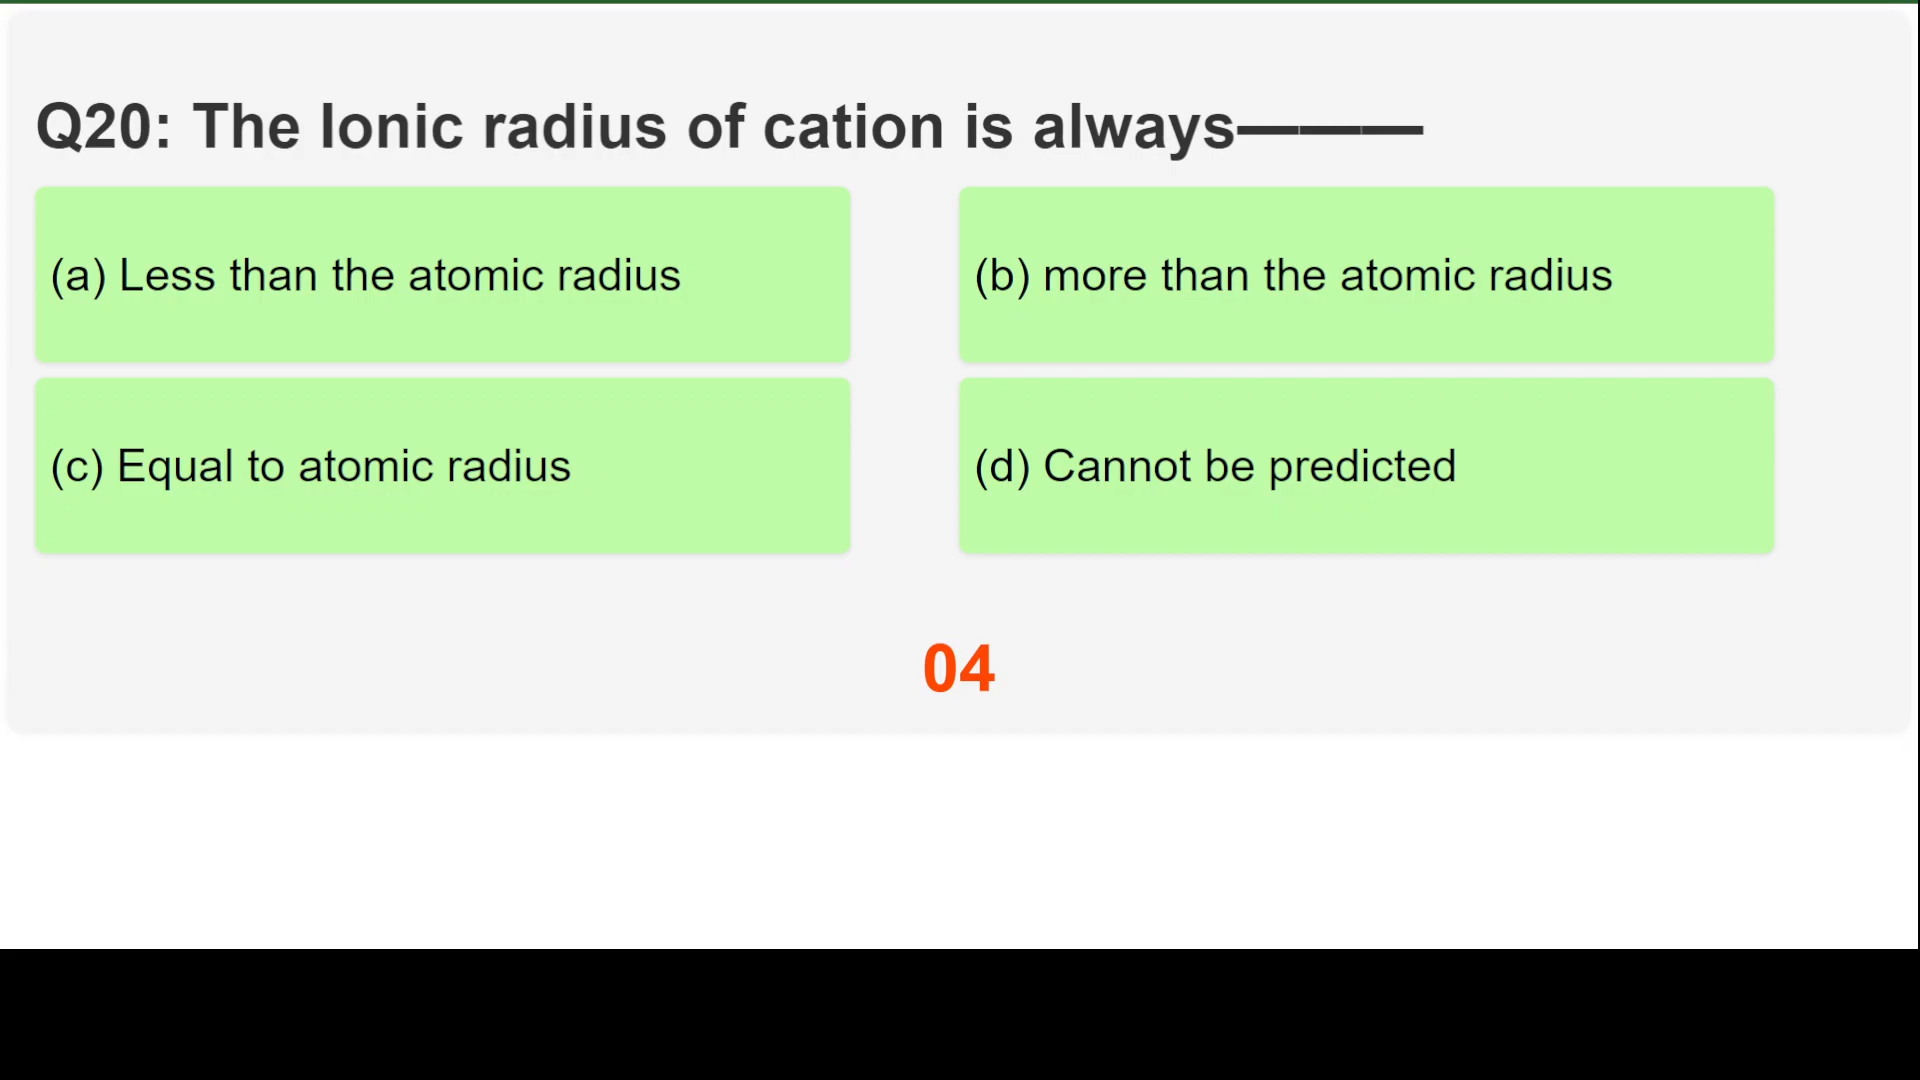 Q20: The Ionic radius of cation is always———
(a) Less than the atomic radius
(b) more than the atomic radius
(c) Equal to atomic radius
(d) Cannot be predicted
04